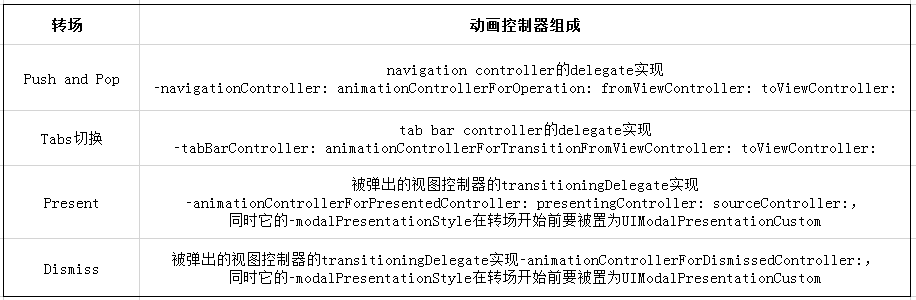 转场 动画控制器组成
Push and Pop
navigation controller的delegate实现
-navigationController: animationControllerForOperation: fromViewController: toViewController:
Tabs切换
tab bar controller的delegate实现
-tabBarController: animationControllerForTransitionFromViewController: toViewController:
Present
被弹出的视图控制器的transitioningDelegate实现
-animationControllerForPresentedController: presentingController: sourceController:，
同时它的-modalPresentationStyle在转场开始前要被置为UIModalPresentationCustom
Dismiss
被弹出的视图控制器的transitioningDelegate实现-animationControllerForDismissedController:，
同时它的-modalPresentationStyle在转场开始前要被置为UIModalPresentationCustom